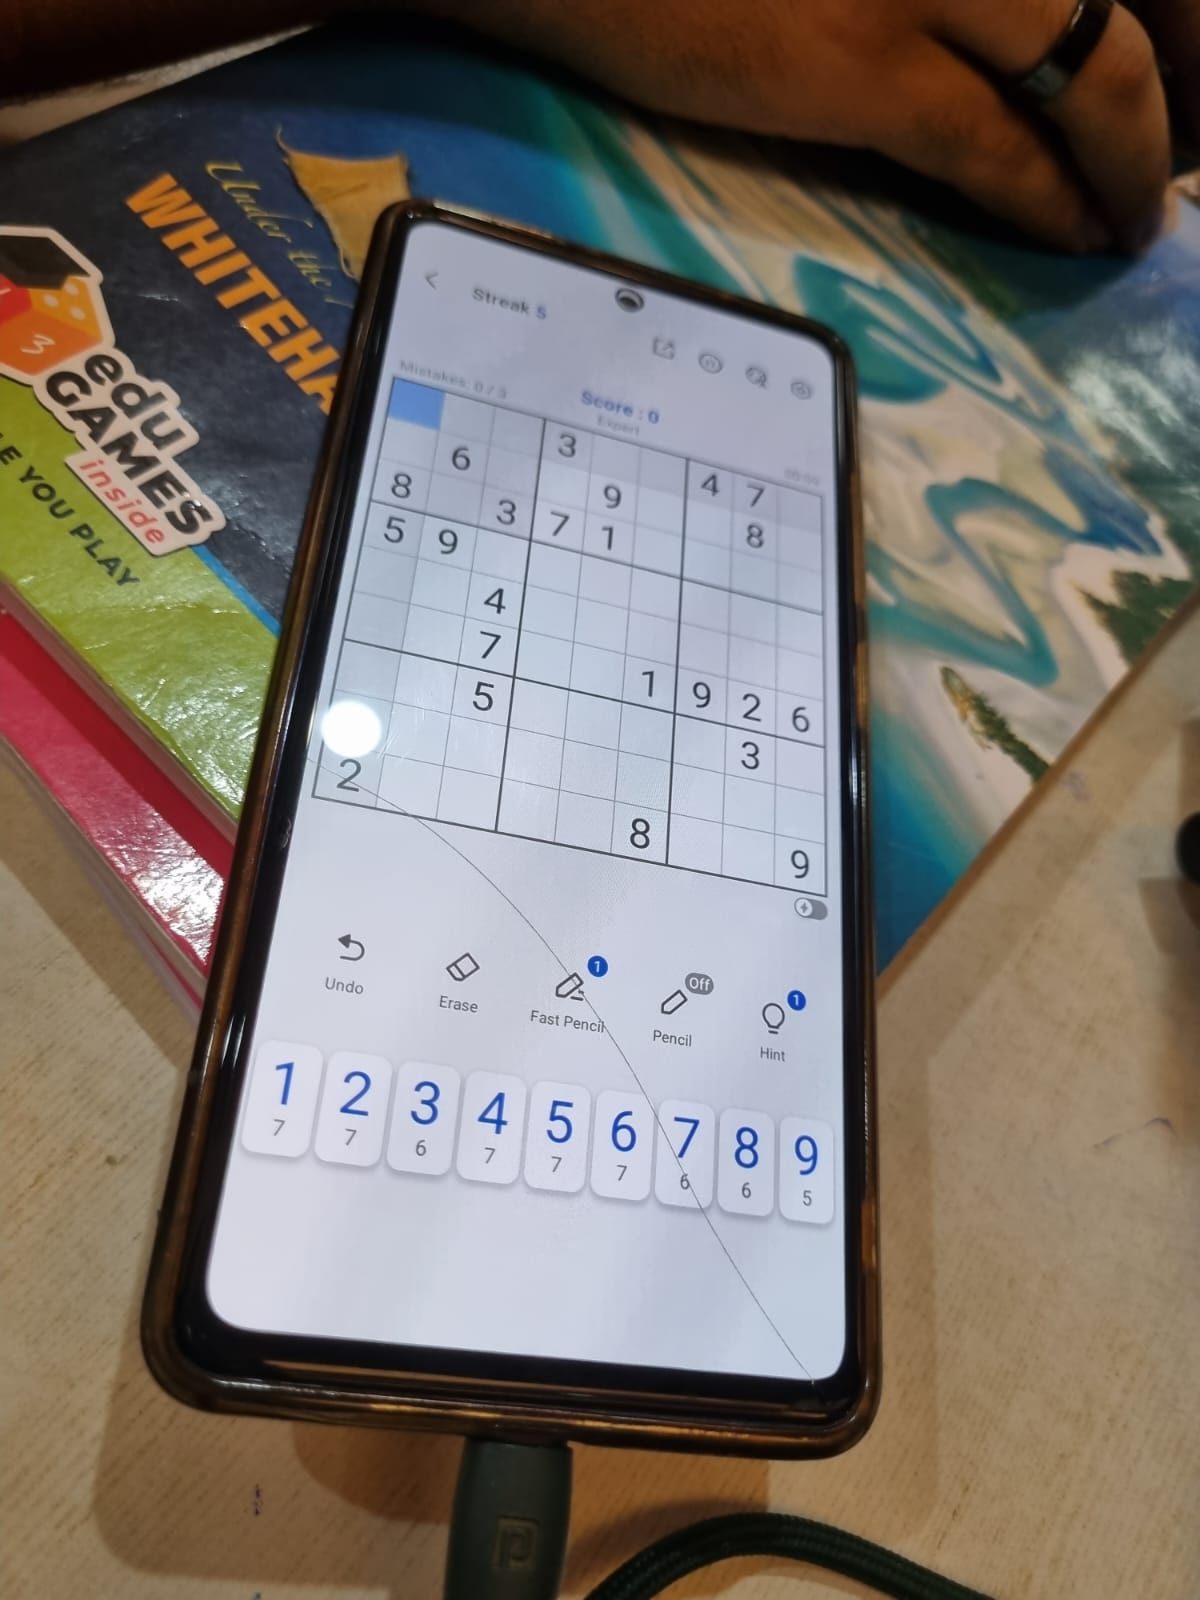 Under the
WHITEHA
3
edu
GAMES
inside
E YOU PLAY
Streak 5
Mistakes: 0 / 3
Score : 0
Expert
3 4 7
6 9 8
8 3 7 1
5 9
4
7 1 9 2 6
5 3
2 8 9
Undo
Erase
1
Fast Pencil
Off
Pencil
1
Hint
1 2 3 4 5 6 7 8 9
7 7 6 7 7 7 6 6 5